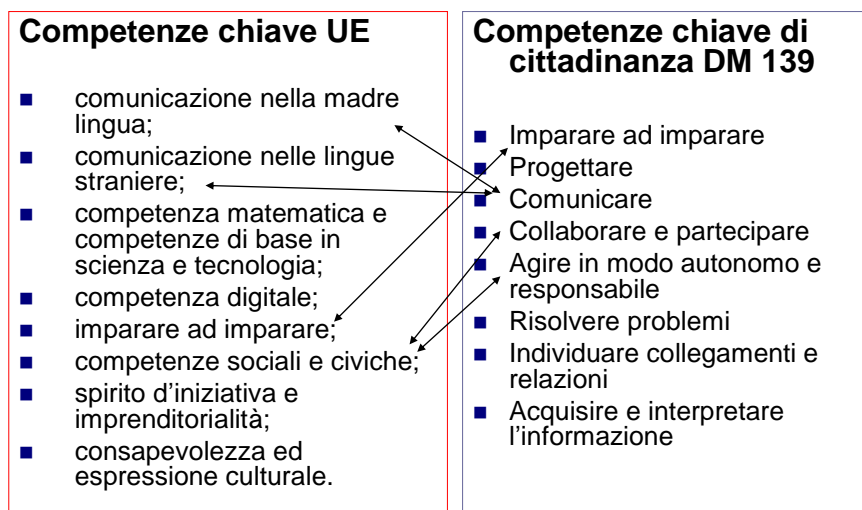 Competenze chiave UE
comunicazione nella madre
lingua;
comunicazione nelle lingue
straniere;
competenza matematica e
competenze di base in
scienza e tecnologia;
competenza digitale;
imparare ad imparare;
competenze sociali e civiche;
spirito d'iniziativa e
imprenditorialità;
consapevolezza ed
espressione culturale.
Competenze chiave di
cittadinanza DM 139
Imparare ad imparare
Progettare
Comunicare
Collaborare e partecipare
Agire in modo autonomo e
responsabile
Risolvere problemi
Individuare collegamenti e
relazioni
Acquisire e interpretare
l'informazione